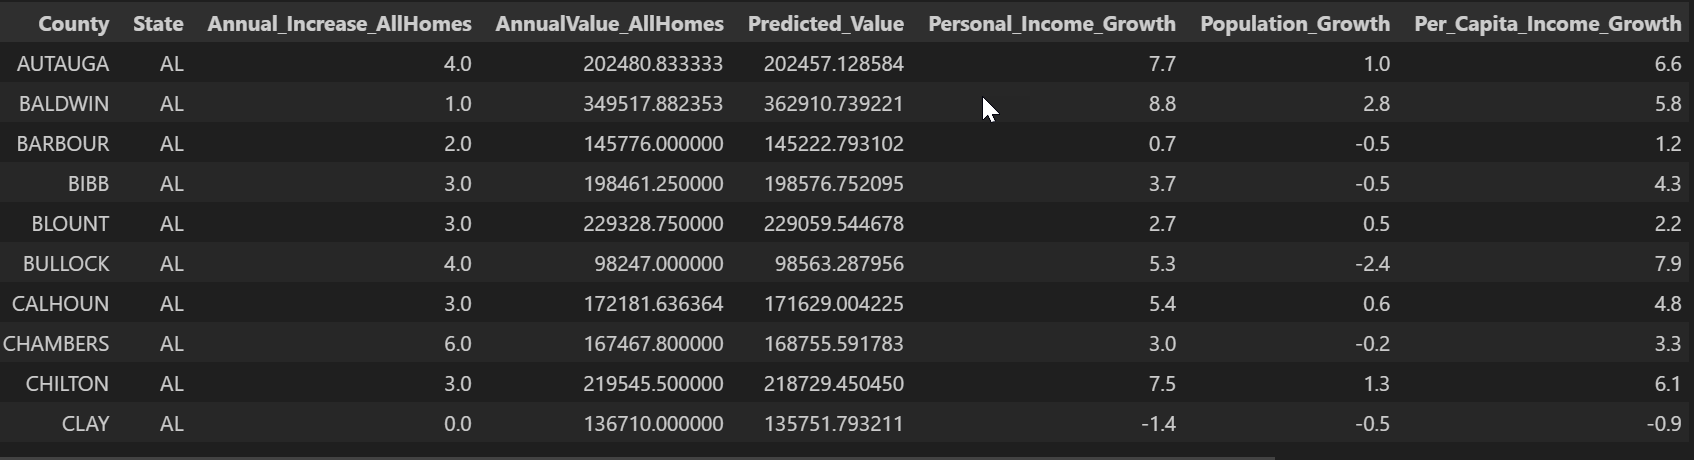 County State Annual_Increase_AllHomes AnnualValue_AllHomes Predicted_Value Personal_Income_Growth Population_Growth Per_Capita_Income_Growth
AUTAUGA AL 4.0 202480.833333 202457.128584 7.7 1.0 6.6
BALDWIN AL 1.0 349517.882353 362910.739221 8.8 2.8 5.8
BARBOUR AL 2.0 145776.000000 145222.793102 0.7 -0.5 1.2
BIBB AL 3.0 198461.250000 198576.752095 3.7 -0.5 4.3
BLOUNT AL 3.0 229328.750000 229059.544678 2.7 0.5 2.2
BULLOCK AL 4.0 98247.000000 98563.287956 5.3 -2.4 7.9
CALHOUN AL 3.0 172181.636364 171629.004225 5.4 0.6 4.8
CHAMBERS AL 6.0 167467.800000 168755.591783 3.0 -0.2 3.3
CHILTON AL 3.0 219545.500000 218729.450450 7.5 1.3 6.1
CLAY AL 0.0 136710.000000 135751.793211 -1.4 -0.5 -0.9